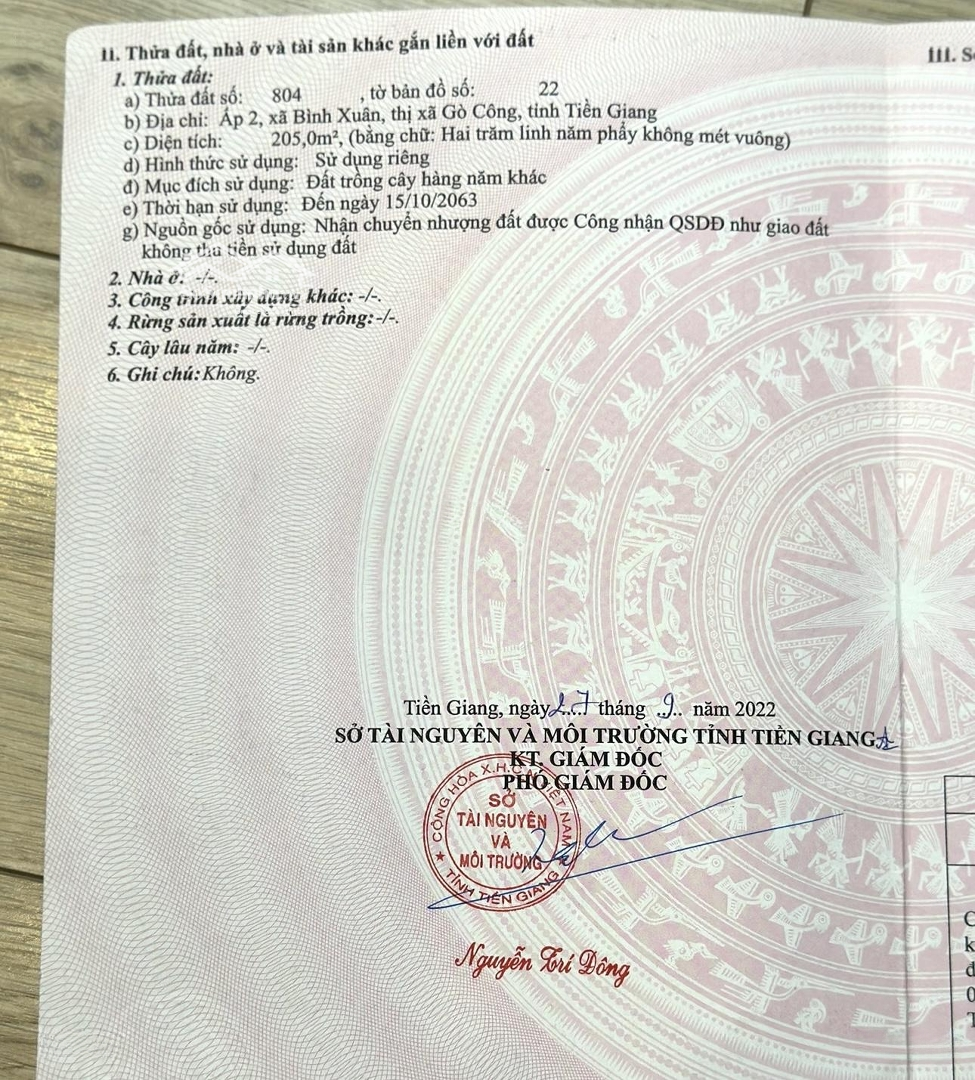 II. Thửa đất, nhà ở và tài sản khác gắn liền với đất
1. Thửa đất:
a) Thửa đất số: 804 , tờ bản đồ số: 22
b) Địa chỉ: Ấp 2, xã Bình Xuân, thị xã Gò Công, tỉnh Tiền Giang
c) Diện tích: 205,0m², (bằng chữ: Hai trăm linh năm phẩy không mét vuông)
d) Hình thức sử dụng: Sử dụng riêng
đ) Mục đích sử dụng: Đất trồng cây hàng năm khác
e) Thời hạn sử dụng: Đến ngày 15/10/2063
g) Nguồn gốc sử dụng: Nhận chuyển nhượng đất được Công nhận QSDĐ như giao đất
không thu tiền sử dụng đất
2. Nhà ở: -/-.
3. Công trình xây dựng khác: -/-.
4. Rừng sản xuất là rừng trồng: -/-.
5. Cây lâu năm: -/-.
6. Ghi chú: Không.
III. S
Tiền Giang, ngày 27 tháng 9 năm 2022
SỞ TÀI NGUYÊN VÀ MÔI TRƯỜNG TỈNH TIỀN GIANG
KT. GIÁM ĐỐC
PHÓ GIÁM ĐỐC
CỘNG HÒA X.H.C.N VIỆT NAM
SỞ
TÀI NGUYÊN
VÀ
MÔI TRƯỜNG
TỈNH TIỀN GIANG
Nguyễn Trí Đông
C
k
đ
0
T